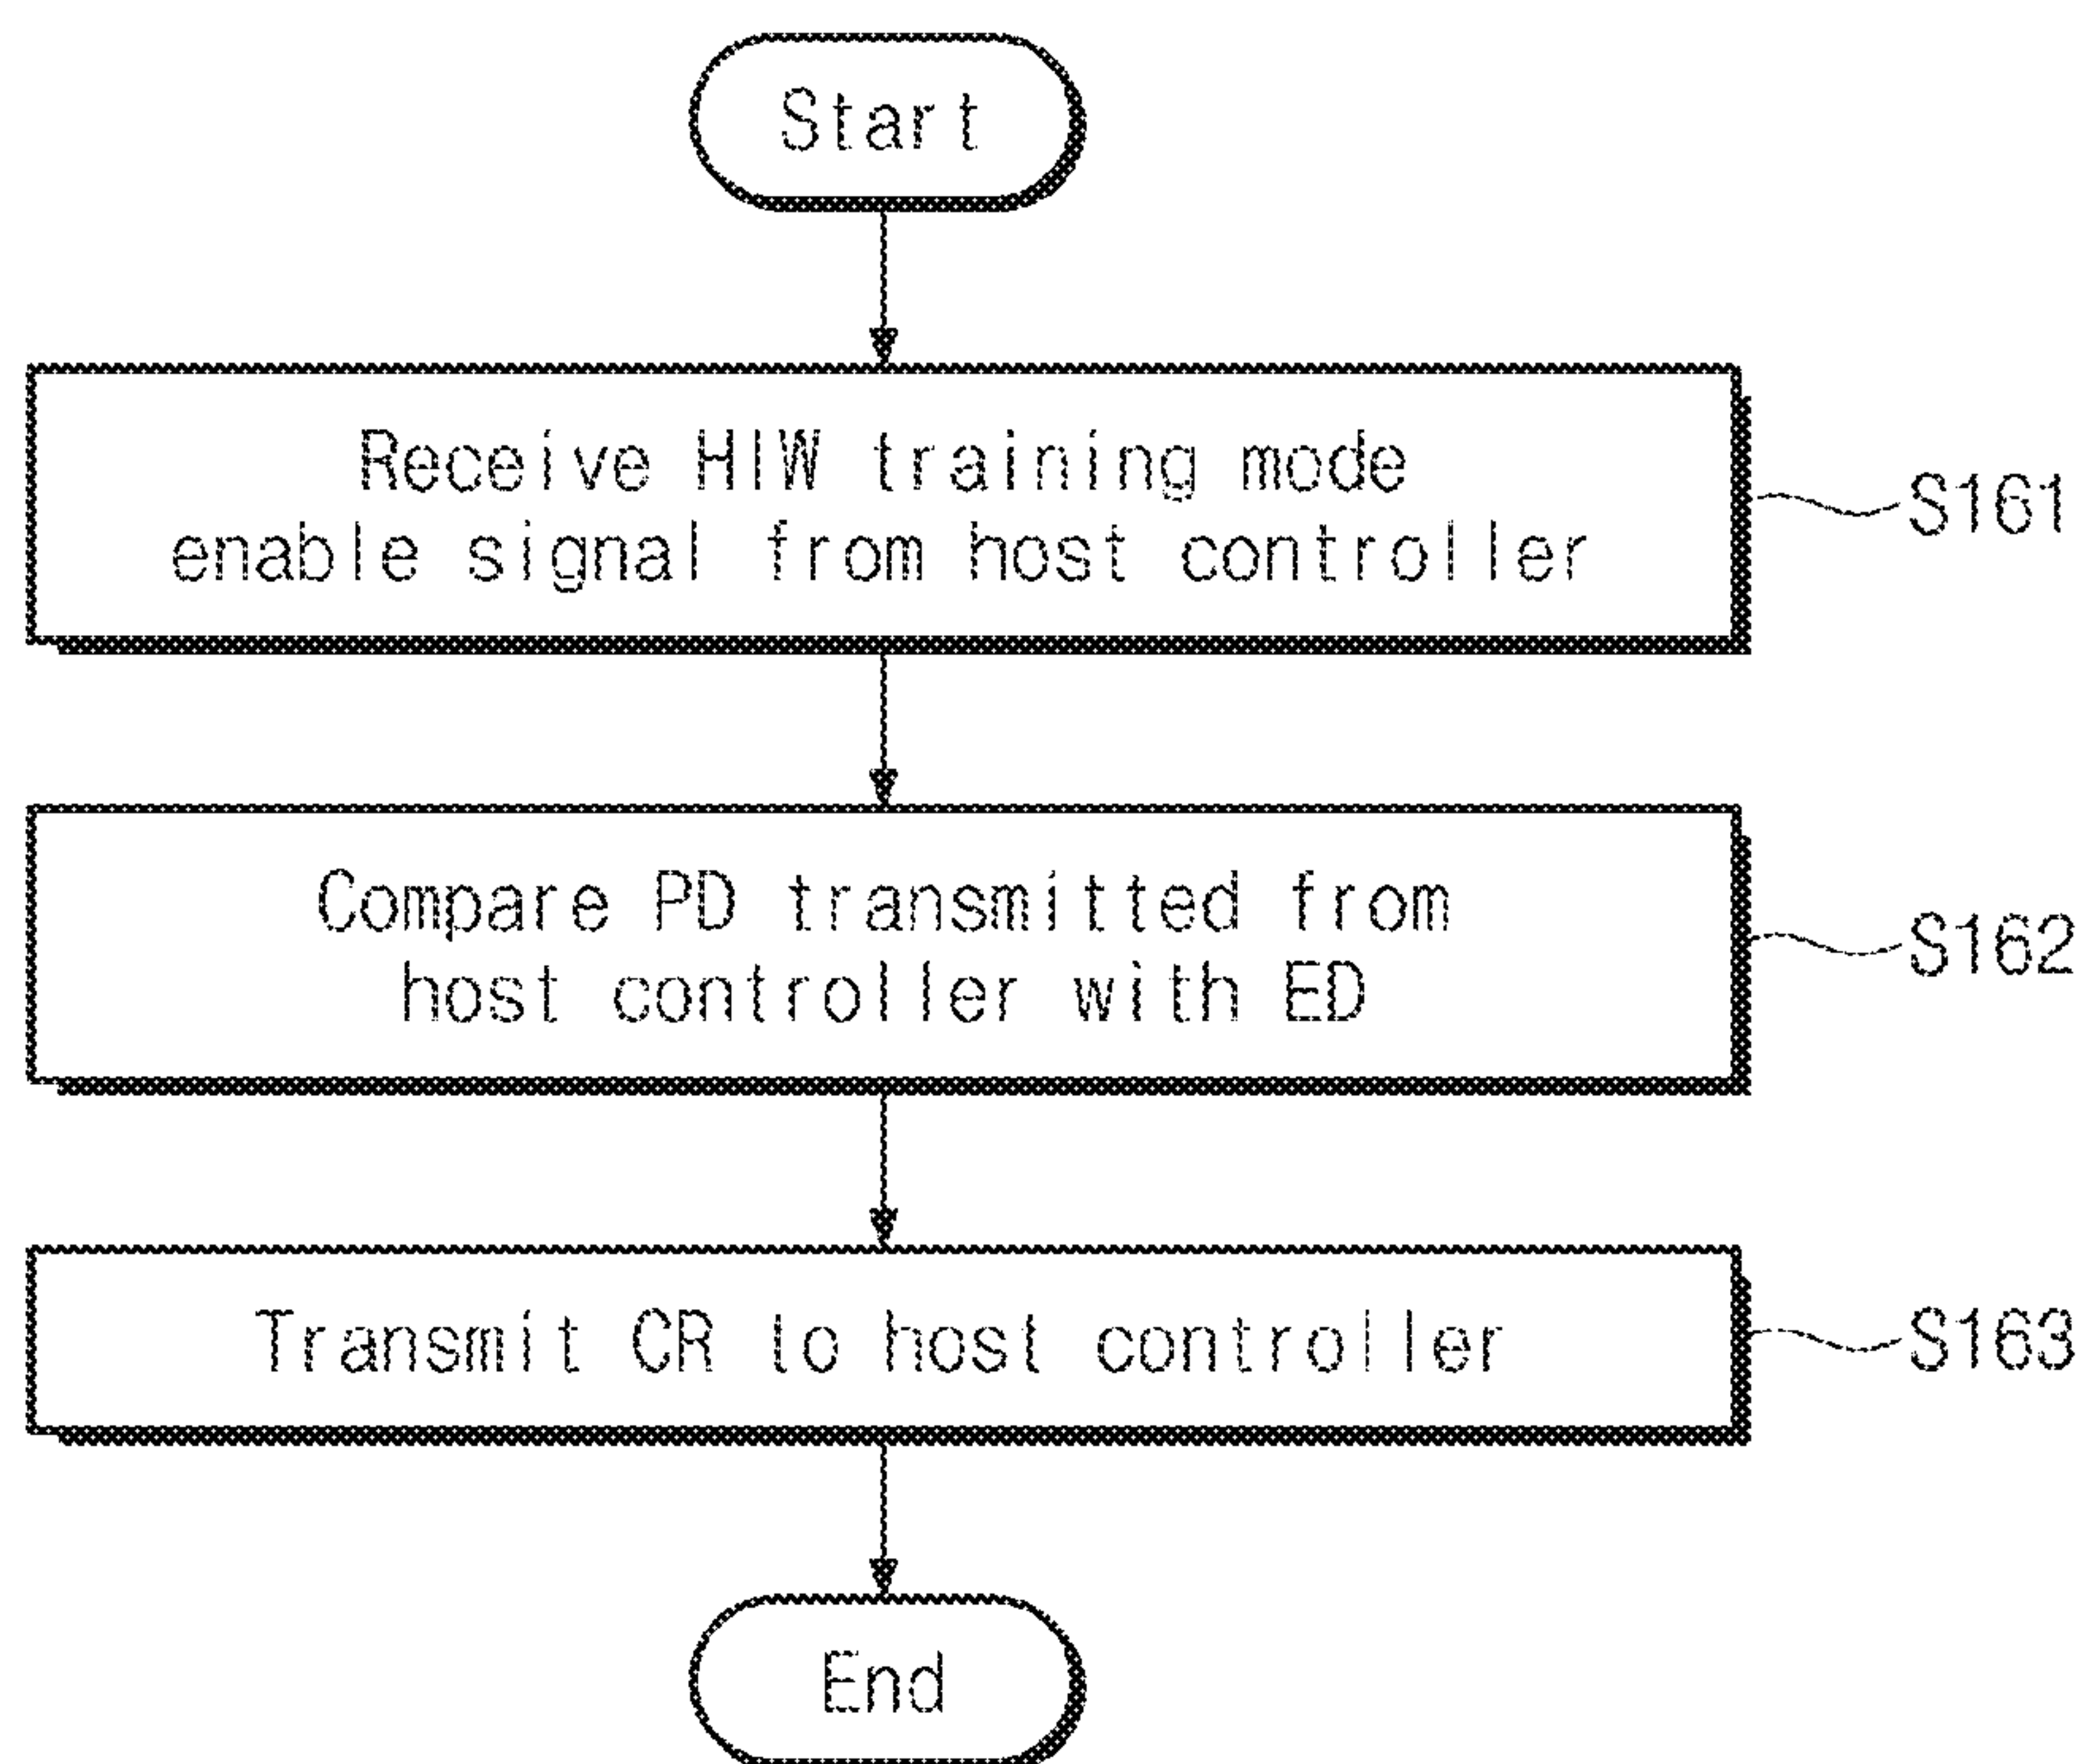 Start
Receive HIW training mode
enable signal from host controller
S161
Compare PD transmitted from
host controller with ED
S162
Transmit CR to host controller
S163
End